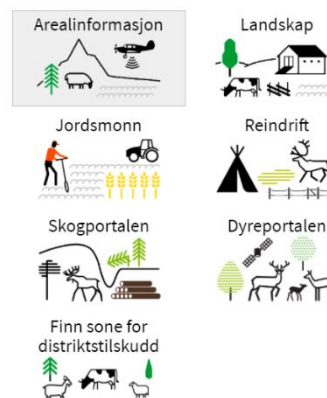 Arealinformasjon
Landskap
Jordsmonn
Reindrift
Skogportalen
Dyreportalen
Finn sone for
distriktstilskudd